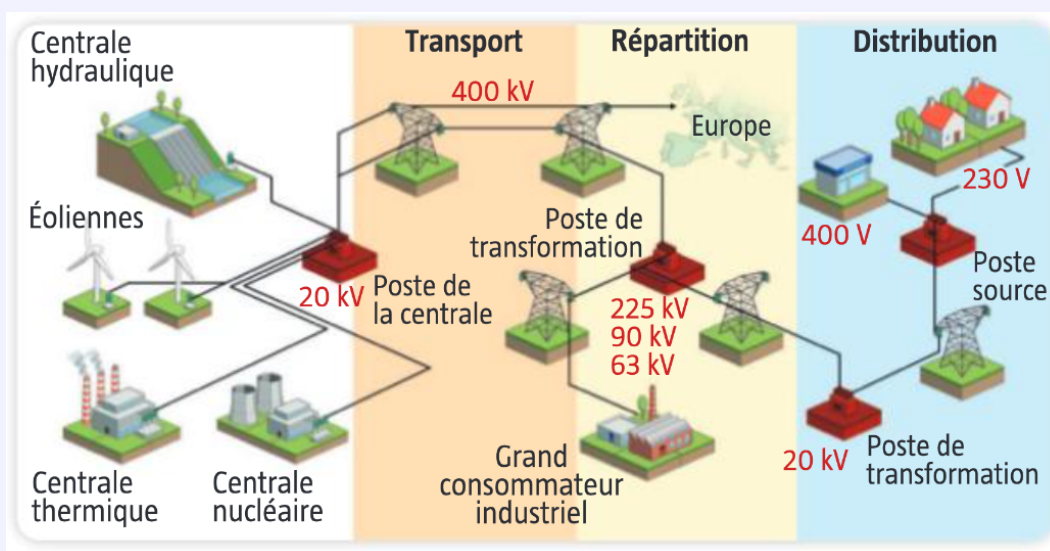 Centrale
hydraulique
Transport
Répartition
Distribution
400 kV
Europe
230 V
400 V
Éoliennes
Poste de
transformation
20 kV
Poste de
la centrale
225 kV
90 kV
63 kV
Poste
source
Centrale
thermique
Centrale
nucléaire
Grand
consommateur
industriel
20 kV
Poste de
transformation